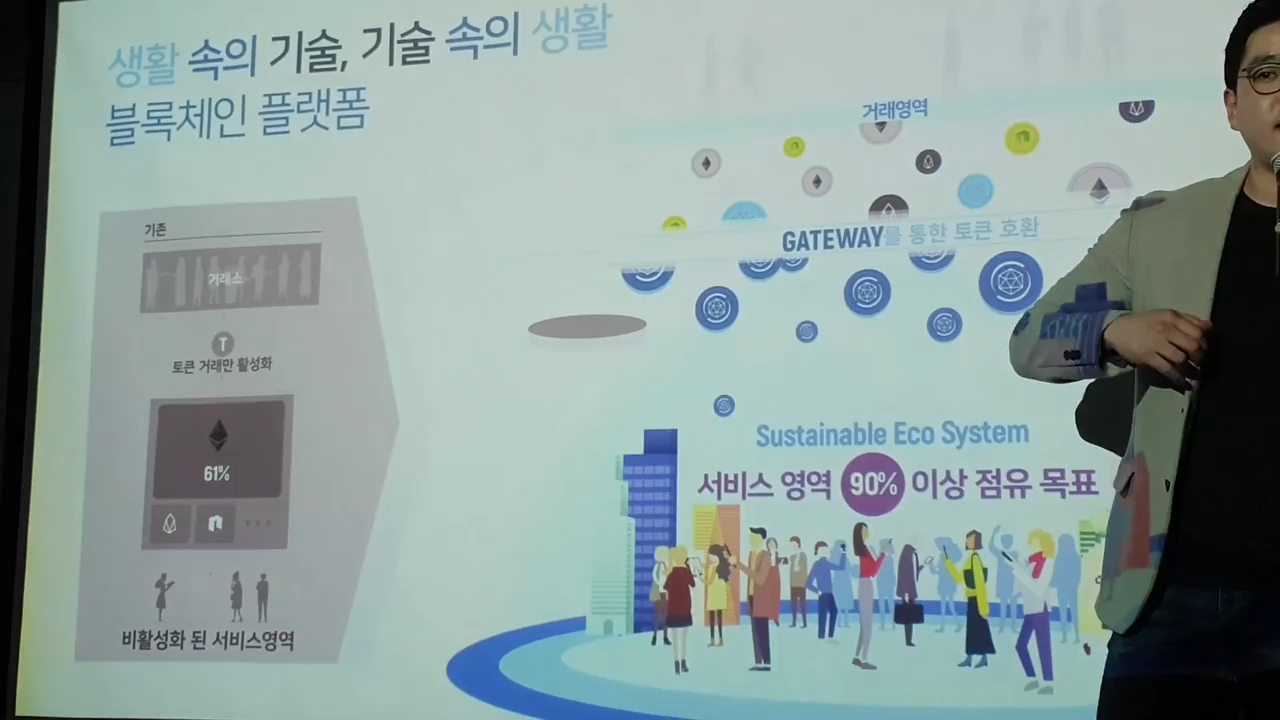 생활 속의 기술, 기술 속의 생활
블록체인 플랫폼
기존
거래소
T
토큰 거래만 활성화
61%
비활성화 된 서비스영역
거래영역
GATEWAY를 통한 토큰 호환
Sustainable Eco System
서비스 영역 90% 이상 점유 목표